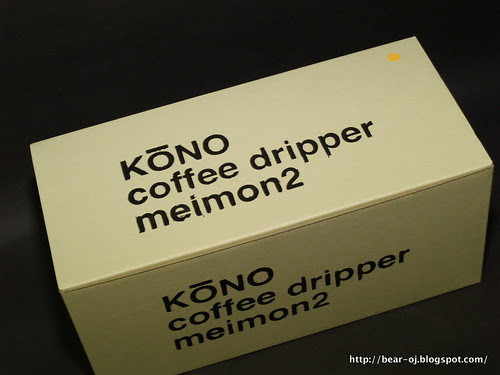 KŌNO
coffee dripper
meimon2
KŌNO
coffee dripper
meimon2
http://bear-oj.blogspot.com/